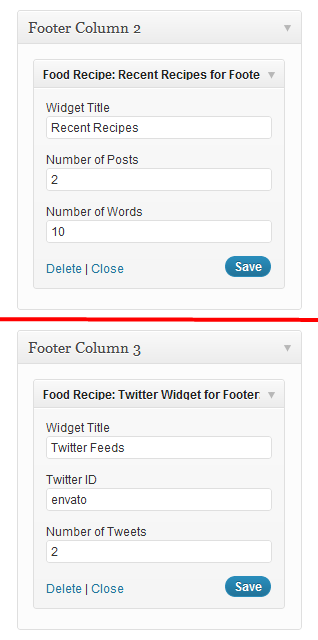 Footer Column 2
Food Recipe: Recent Recipes for Foote
Widget Title
Recent Recipes
Number of Posts
2
Number of Words
10
Delete | Close
Save
Footer Column 3
Food Recipe: Twitter Widget for Footer
Widget Title
Twitter Feeds
Twitter ID
envato
Number of Tweets
2
Delete | Close
Save